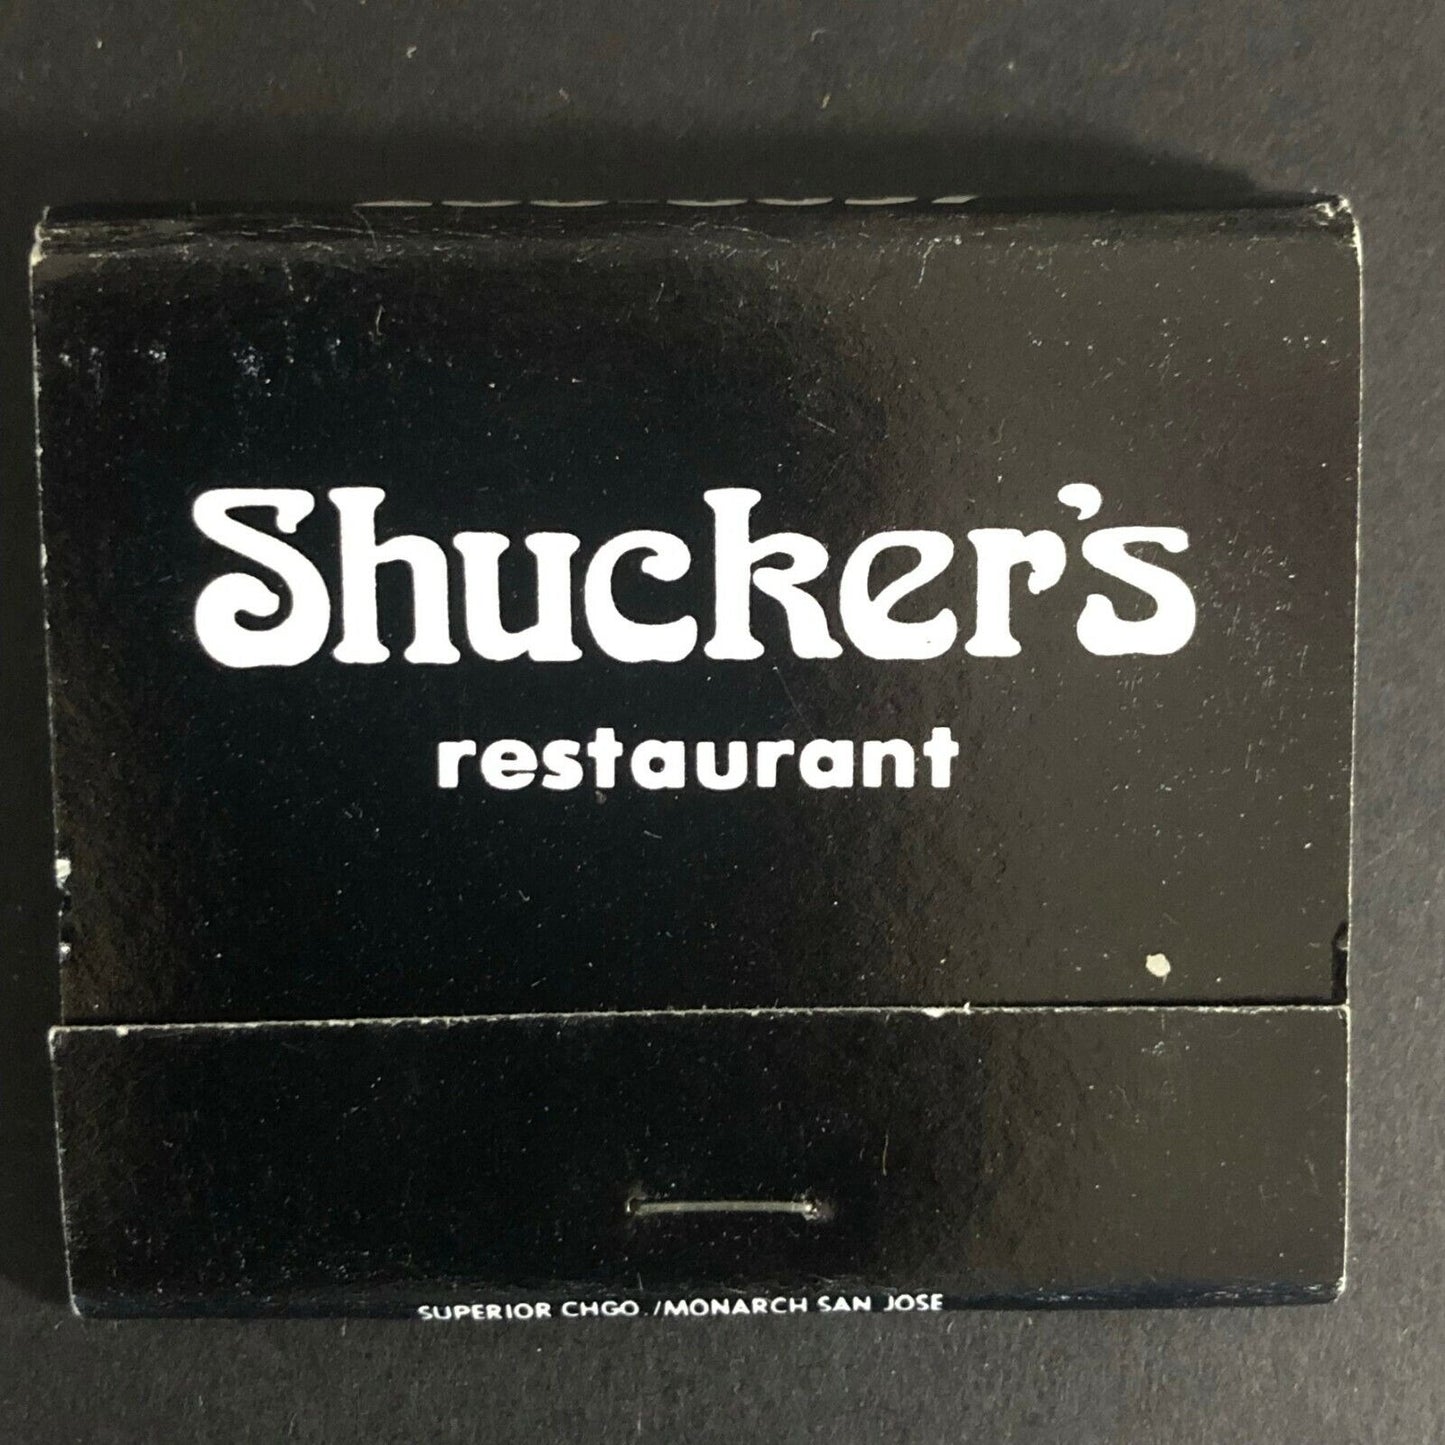 Shucker's
restaurant
SUPERIOR CHGO./MONARCH SAN JOSE